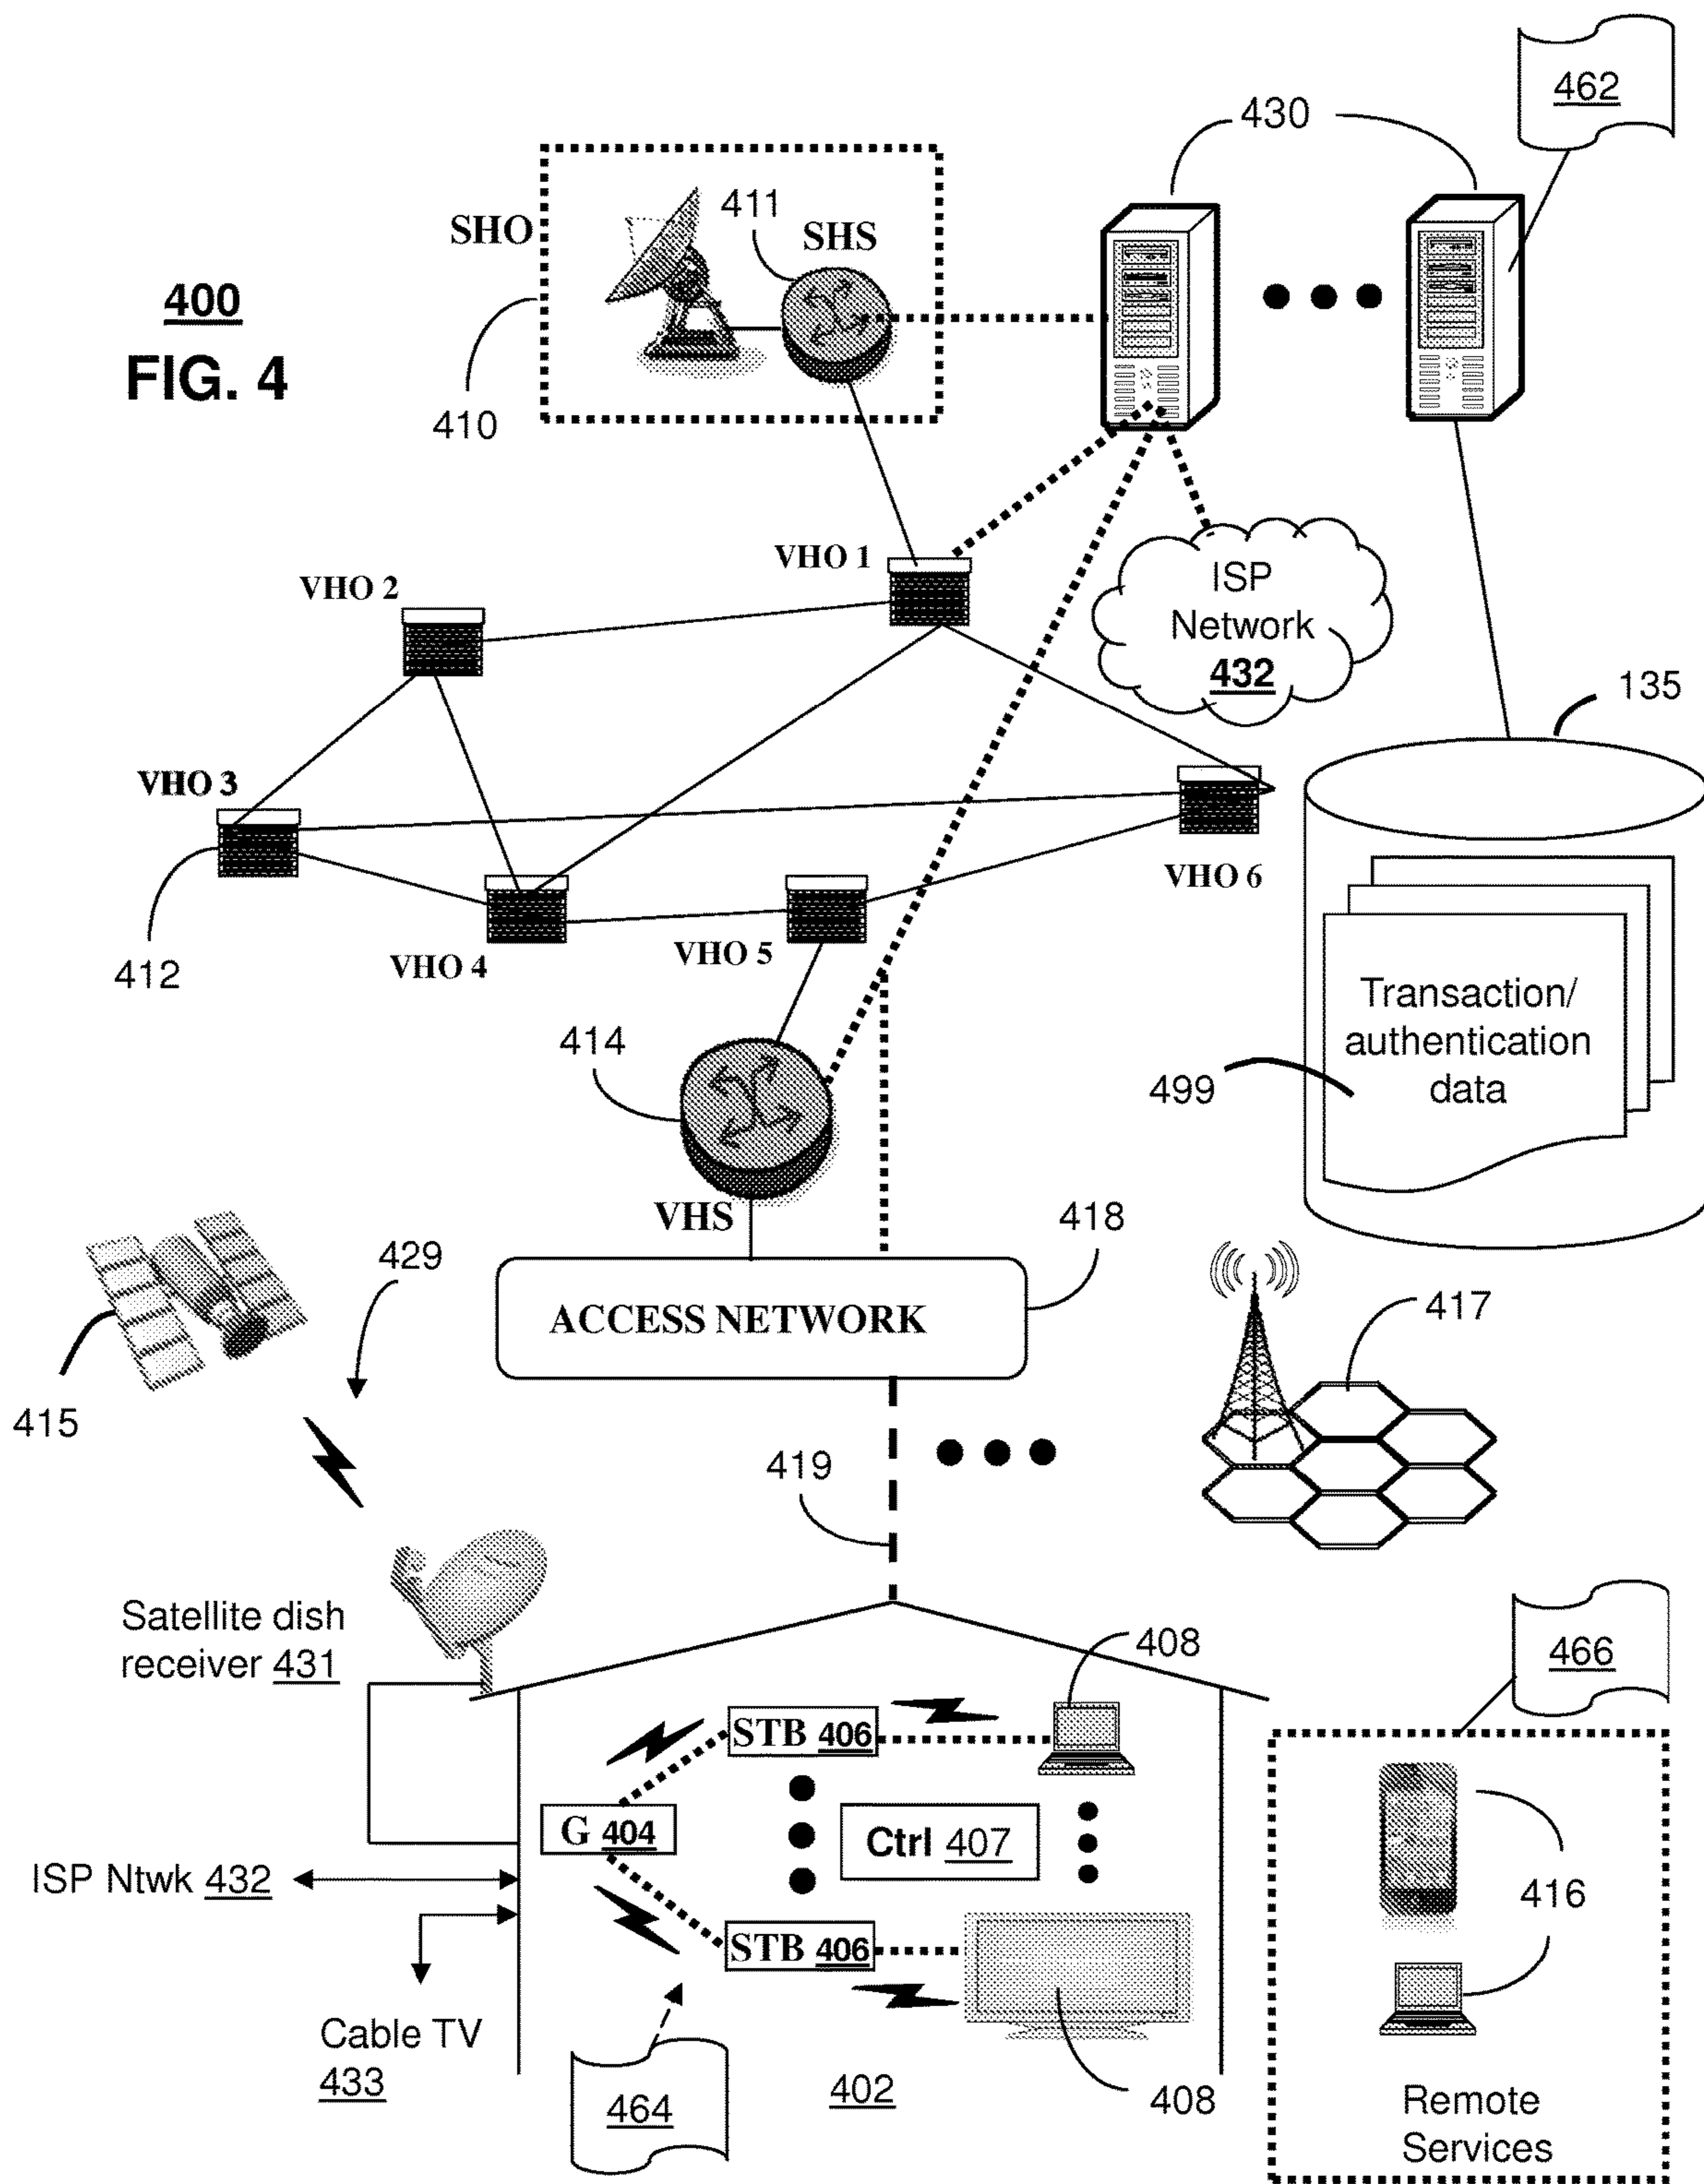 462
430
411
SHO
SHS
400
FIG. 4
410
VHO 1
ISP
Network
432
VHO 2
135
VHO 3
VHO 6
412
VHO 4
VHO 5
Transaction/
authentication
data
499
414
VHS
418
429
ACCESS NETWORK
417
415
419
Satellite dish
receiver 431
408
466
STB 406
G 404
Ctrl 407
416
ISP Ntwk 432
STB 406
Cable TV
433
464
402
408
Remote
Services